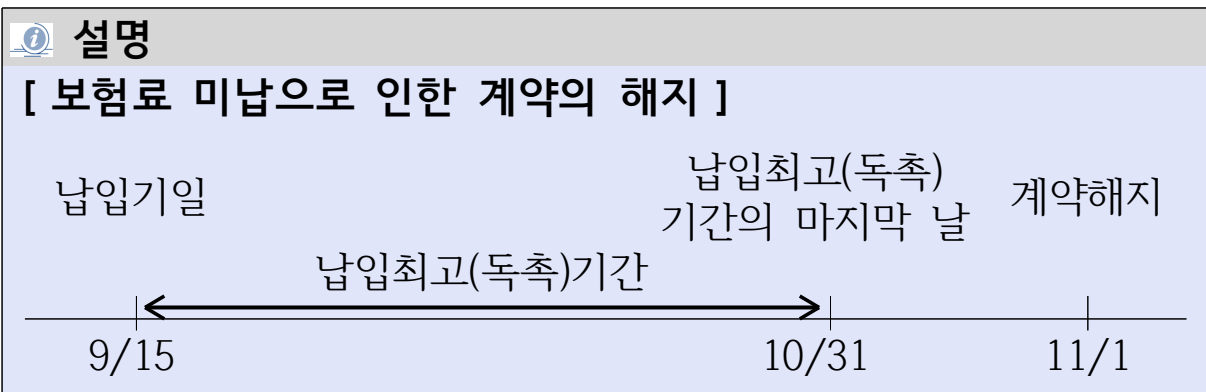 설명
[ 보험료 미납으로 인한 계약의 해지 ]
납입기일
납입최고(독촉)
기간의 마지막 날
계약해지
납입최고(독촉)기간
9/15
10/31
11/1